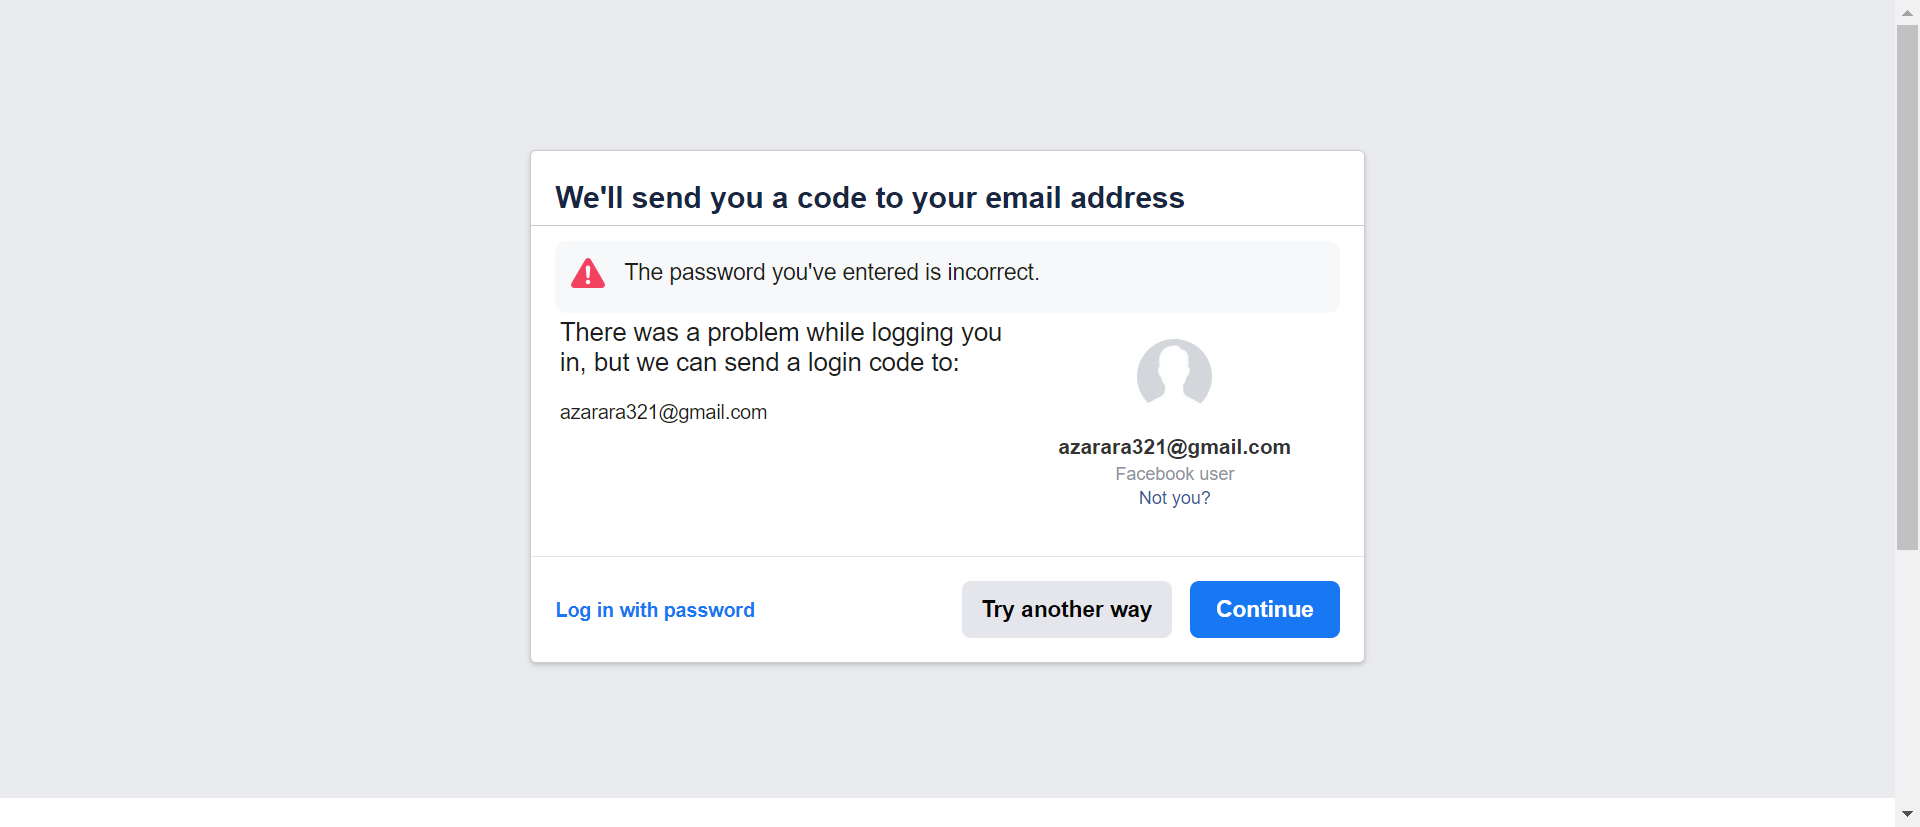 We'll send you a code to your email address
The password you've entered is incorrect.
There was a problem while logging you
in, but we can send a login code to:
azarara321@gmail.com
azarara321@gmail.com
Facebook user
Not you?
Log in with password
Try another way
Continue